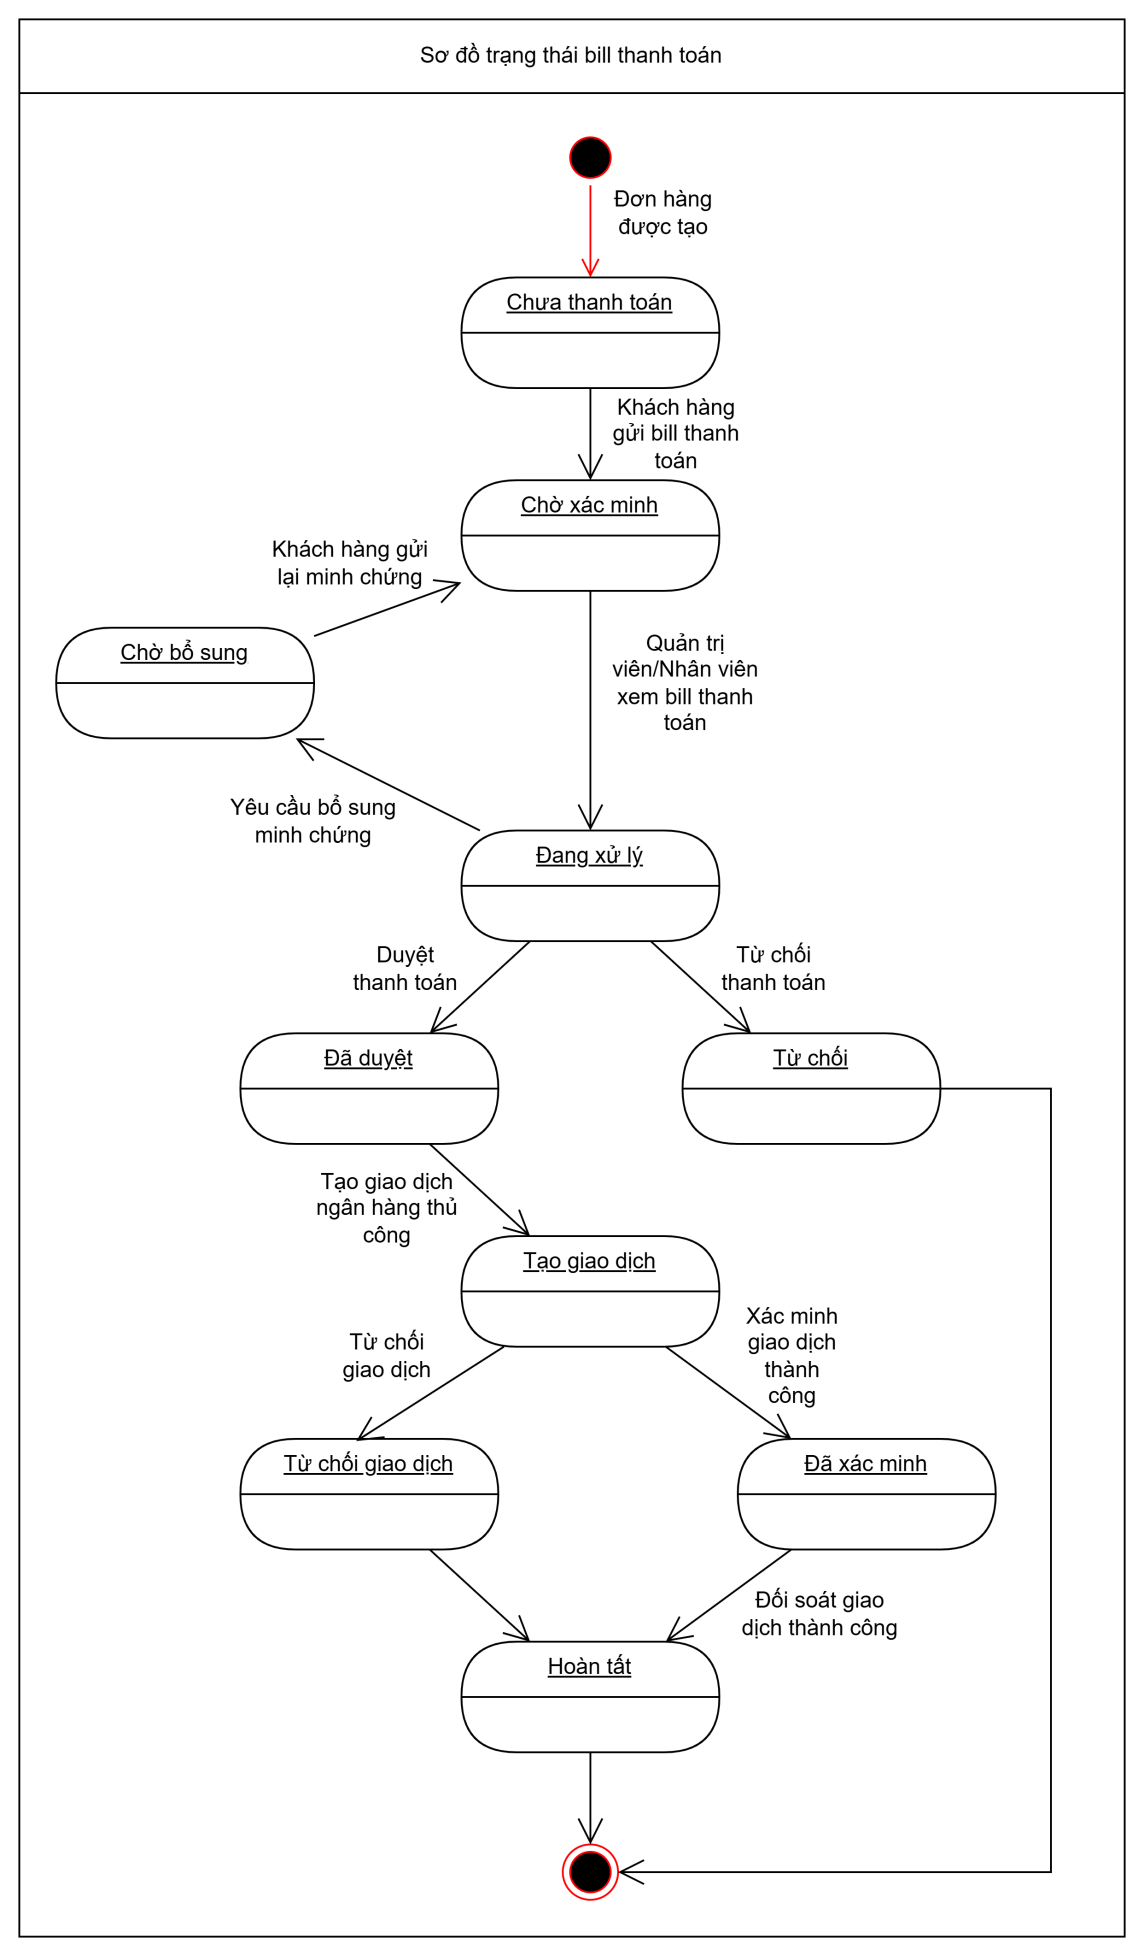 Sơ đồ trạng thái bill thanh toán
Đơn hàng
được tạo
Chưa thanh toán
Khách hàng
gửi bill thanh
toán
Chờ xác minh
Khách hàng gửi
lại minh chứng
Chờ bổ sung
Quản trị
viên/Nhân viên
xem bill thanh
toán
Yêu cầu bổ sung
minh chứng
Đang xử lý
Duyệt
thanh toán
Từ chối
thanh toán
Đã duyệt
Từ chối
Tạo giao dịch
ngân hàng thủ
công
Tạo giao dịch
Từ chối
giao dịch
Xác minh
giao dịch
thành
công
Từ chối giao dịch
Đã xác minh
Đối soát giao
dịch thành công
Hoàn tất